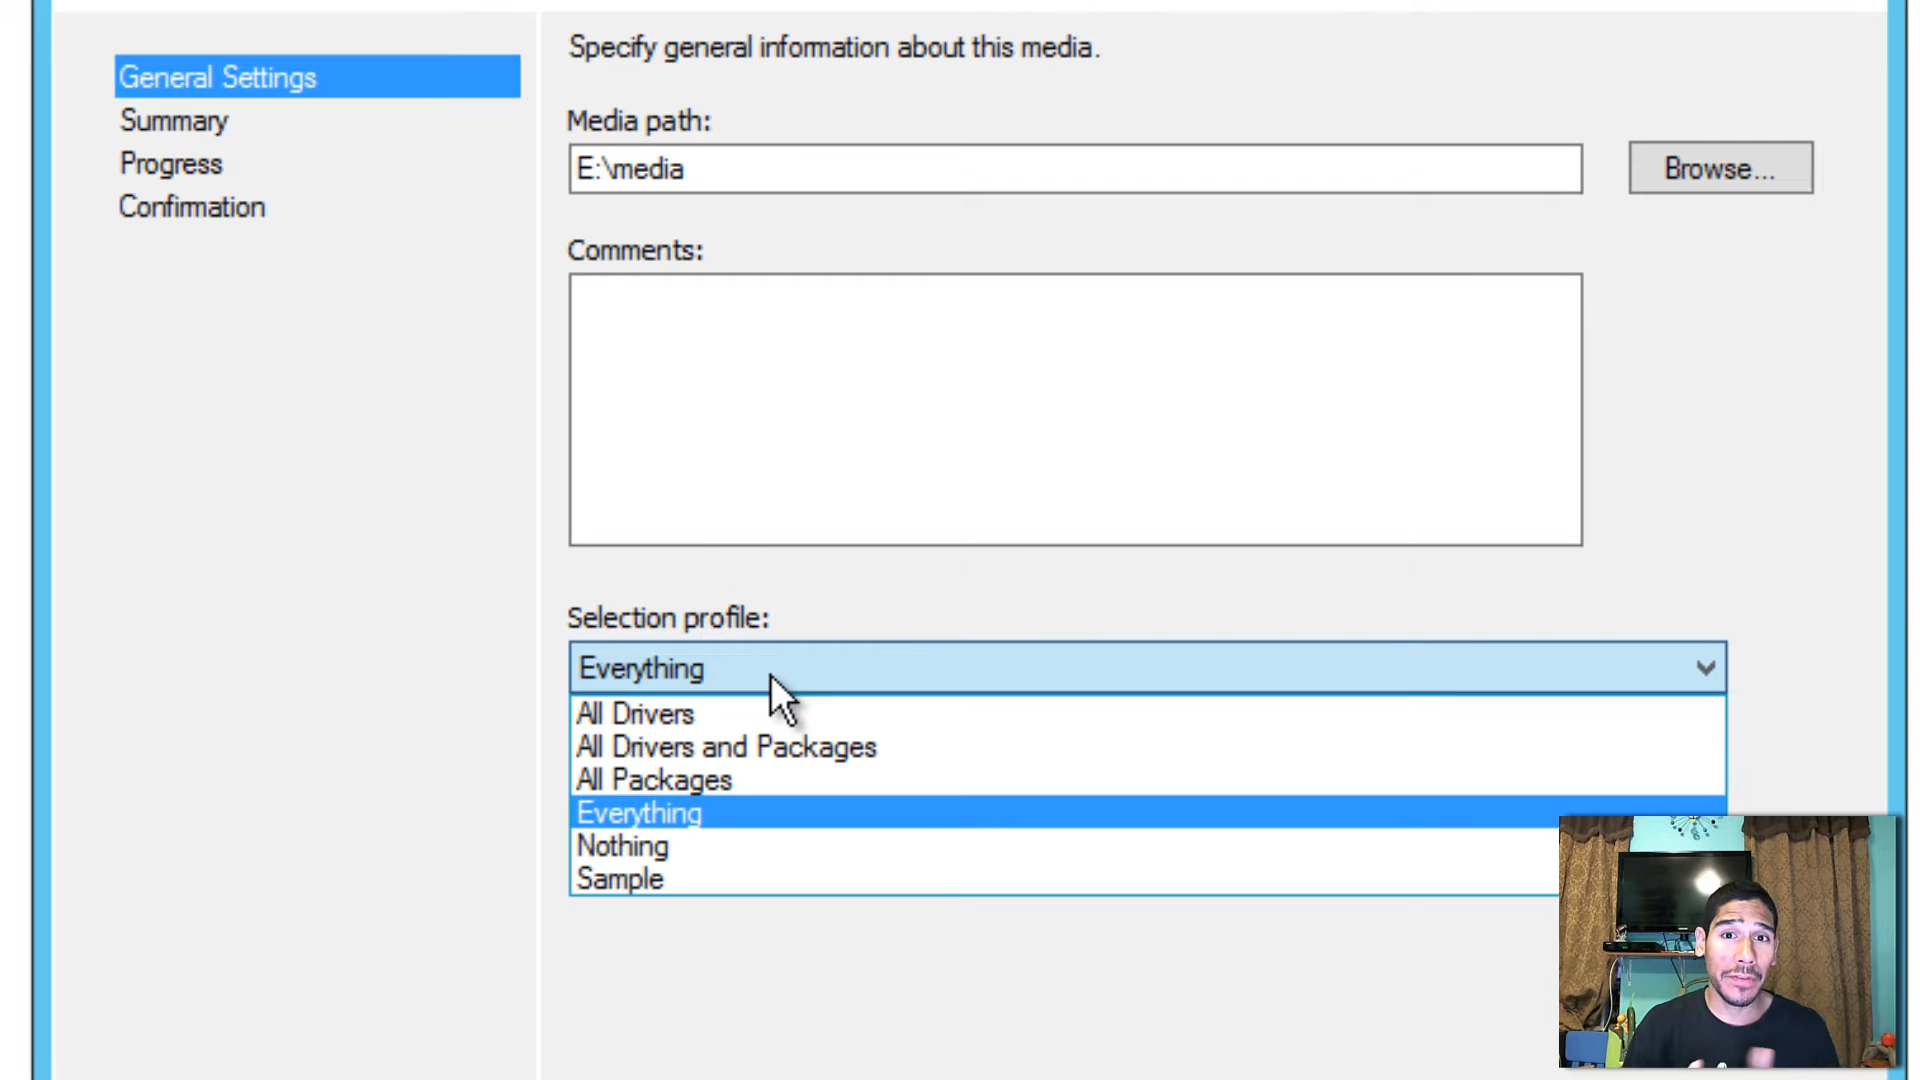 General Settings
Summary
Progress
Confirmation
Specify general information about this media.
Media path:
E:\media
Browse...
Comments:
Selection profile:
Everything
All Drivers
All Drivers and Packages
All Packages
Everything
Nothing
Sample